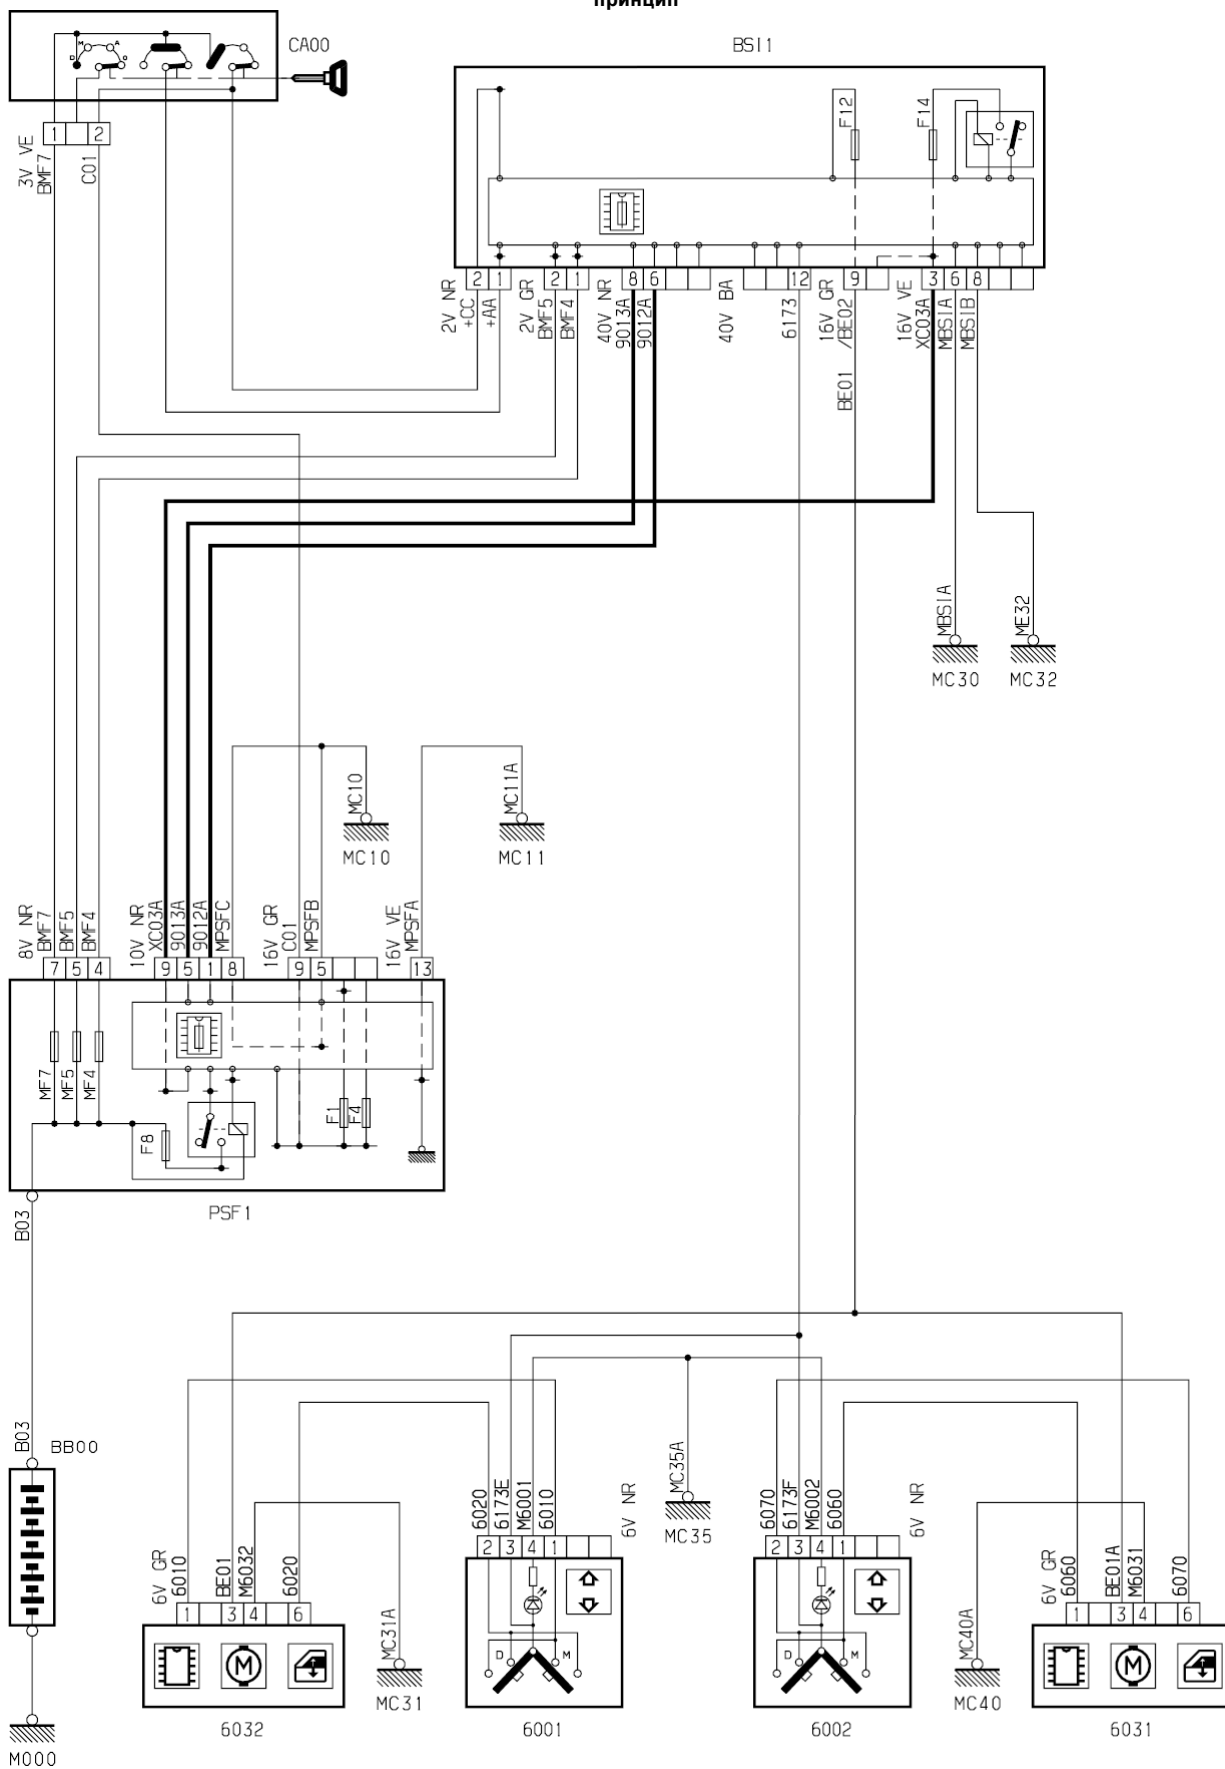 принцип
CA00
BSI1
M
A
D
1
2
3V VE
BMF7
C01
F12
F14
2
1
2
1
8
6
12
9
3
6
8
2V NR
+CC
+AA
2V GR
BMF5
BMF4
40V NR
9013A
9012A
40V BA
6173
16V GR
/BE02
BE01
16V VE
XC03A
MBSIA
MBSIB
MBSIA
ME32
MC30
MC32
MC10
MC11A
MC10
MC11
8V NR
BMF7
BMF5
BMF4
10V NR
XC03A
9013A
9012A
MPSFC
16V GR
C01
MPSFB
16V VE
MPSFA
7
5
4
9
5
1
8
9
5
13
MF7
MF5
MF4
F8
F1
F4
PSF1
B03
B03
BB00
M000
6V GR
6010
BE01
M6032
6020
1
3
4
6
M
6032
MC31A
MC31
6020
6173E
M6001
6010
6V NR
2
3
4
1
D
M
6001
MC35A
MC35
6070
6173F
M6002
6060
6V NR
2
3
4
1
D
M
6002
MC40A
MC40
6V GR
6060
BE01A
M6031
6070
1
3
4
6
M
6031